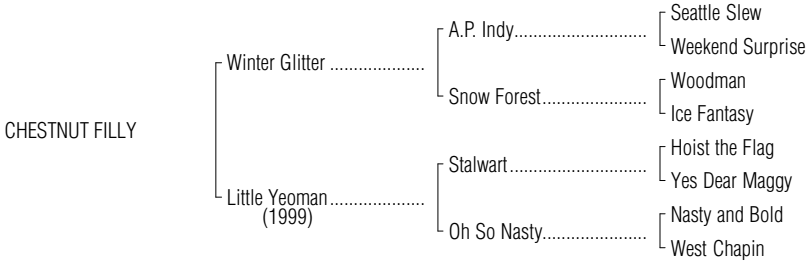 Seattle Slew
A.P. Indy..............................
Weekend Surprise
Winter Glitter .....................
Woodman
Snow Forest........................
Ice Fantasy
CHESTNUT FILLY
Hoist the Flag
Stalwart...............................
Yes Dear Maggy
Little Yeoman.....................
(1999)
Nasty and Bold
Oh So Nasty........................
West Chapin